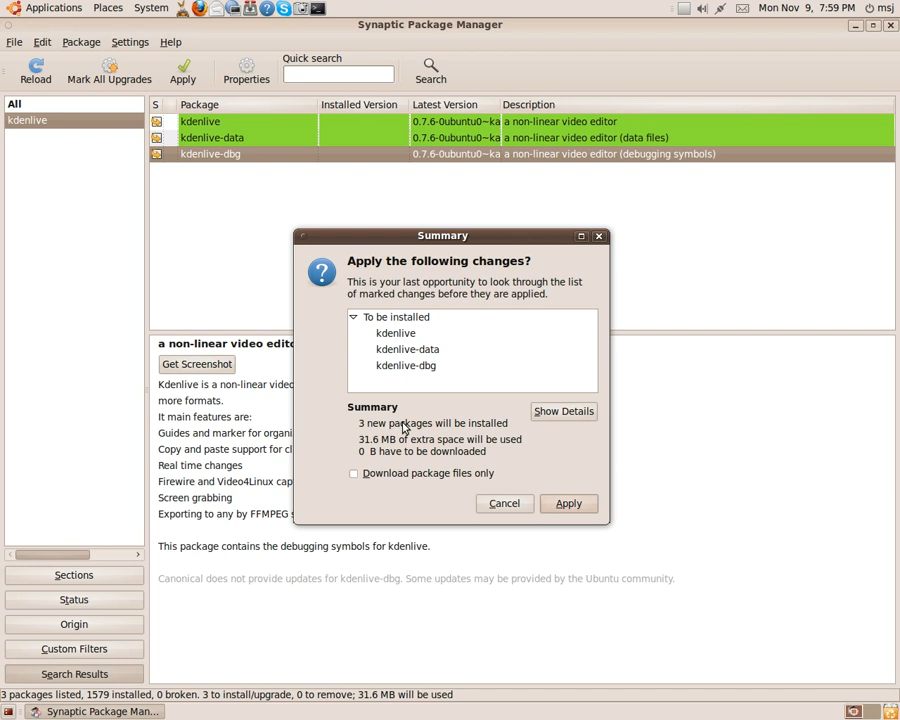 Applications Places System Mon Nov 9, 7:59 PM msj
Synaptic Package Manager
File Edit Package Settings Help
Quick search
Reload Mark All Upgrades Apply Properties Search
All
kdenlive
S Package Installed Version Latest Version Description
kdenlive 0.7.6-0ubuntu0~ka a non-linear video editor
kdenlive-data 0.7.6-0ubuntu0~ka a non-linear video editor (data files)
kdenlive-dbg 0.7.6-0ubuntu0~ka a non-linear video editor (debugging symbols)
Summary
Apply the following changes?
This is your last opportunity to look through the list
of marked changes before they are applied.
To be installed
kdenlive
kdenlive-data
kdenlive-dbg
Summary
Show Details
3 new packages will be installed
31.6 MB of extra space will be used
0 B have to be downloaded
Download package files only
Cancel Apply
a non-linear video edito
Get Screenshot
Kdenlive is a non-linear video
more formats.
It main features are:
Guides and marker for organi
Copy and paste support for cl
Real time changes
Firewire and Video4Linux cap
Screen grabbing
Exporting to any by FFMPEG s
This package contains the debugging symbols for kdenlive.
Canonical does not provide updates for kdenlive-dbg. Some updates may be provided by the Ubuntu community.
Sections
Status
Origin
Custom Filters
Search Results
3 packages listed, 1579 installed, 0 broken. 3 to install/upgrade, 0 to remove; 31.6 MB will be used
Synaptic Package Man...